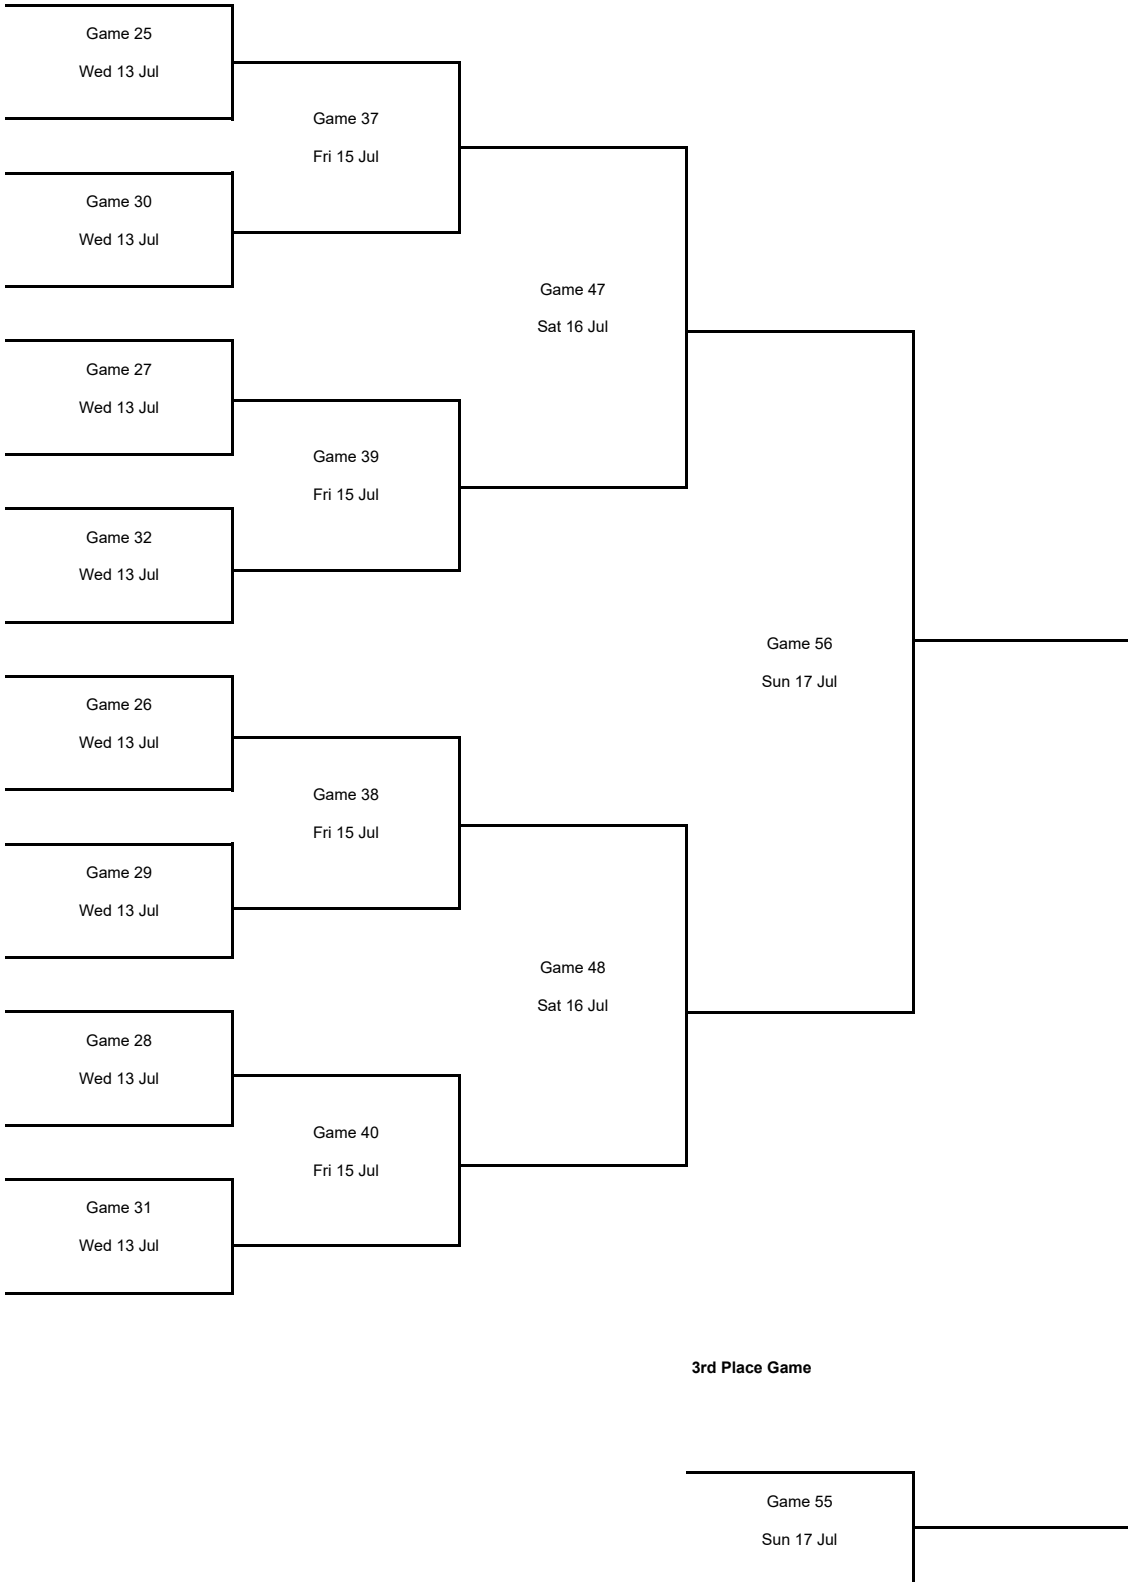 Game 25
Wed 13 Jul
Game 37
Fri 15 Jul
Game 30
Wed 13 Jul
Game 47
Sat 16 Jul
Game 27
Wed 13 Jul
Game 39
Fri 15 Jul
Game 32
Wed 13 Jul
Game 56
Sun 17 Jul
Game 26
Wed 13 Jul
Game 38
Fri 15 Jul
Game 29
Wed 13 Jul
Game 48
Sat 16 Jul
Game 28
Wed 13 Jul
Game 40
Fri 15 Jul
Game 31
Wed 13 Jul
3rd Place Game
Game 55
Sun 17 Jul